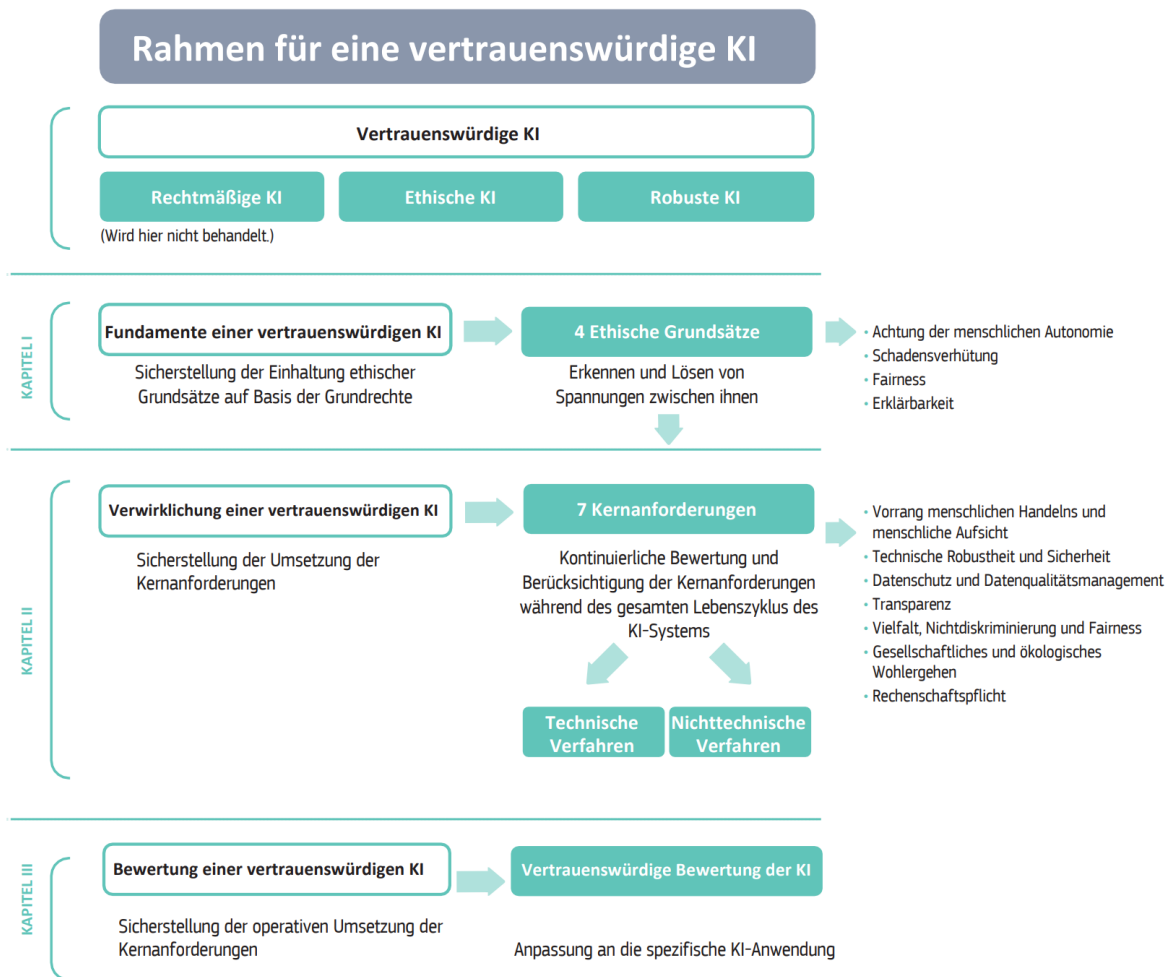 Rahmen für eine vertrauenswürdige KI
Vertrauenswürdige KI
Rechtmäßige KI
Ethische KI
Robuste KI
(Wird hier nicht behandelt.)
KAPITEL I
Fundamente einer vertrauenswürdigen KI
Sicherstellung der Einhaltung ethischer
Grundsätze auf Basis der Grundrechte
4 Ethische Grundsätze
Erkennen und Lösen von
Spannungen zwischen ihnen
• Achtung der menschlichen Autonomie
• Schadensverhütung
• Fairness
• Erklärbarkeit
KAPITEL II
Verwirklichung einer vertrauenswürdigen KI
Sicherstellung der Umsetzung der
Kernanforderungen
7 Kernanforderungen
Kontinuierliche Bewertung und
Berücksichtigung der Kernanforderungen
während des gesamten Lebenszyklus des
KI-Systems
Technische
Verfahren
Nichttechnische
Verfahren
• Vorrang menschlichen Handelns und
menschliche Aufsicht
• Technische Robustheit und Sicherheit
• Datenschutz und Datenqualitätsmanagement
• Transparenz
• Vielfalt, Nichtdiskriminierung und Fairness
• Gesellschaftliches und ökologisches
Wohlergehen
• Rechenschaftspflicht
KAPITEL III
Bewertung einer vertrauenswürdigen KI
Sicherstellung der operativen Umsetzung der
Kernanforderungen
Vertrauenswürdige Bewertung der KI
Anpassung an die spezifische KI-Anwendung